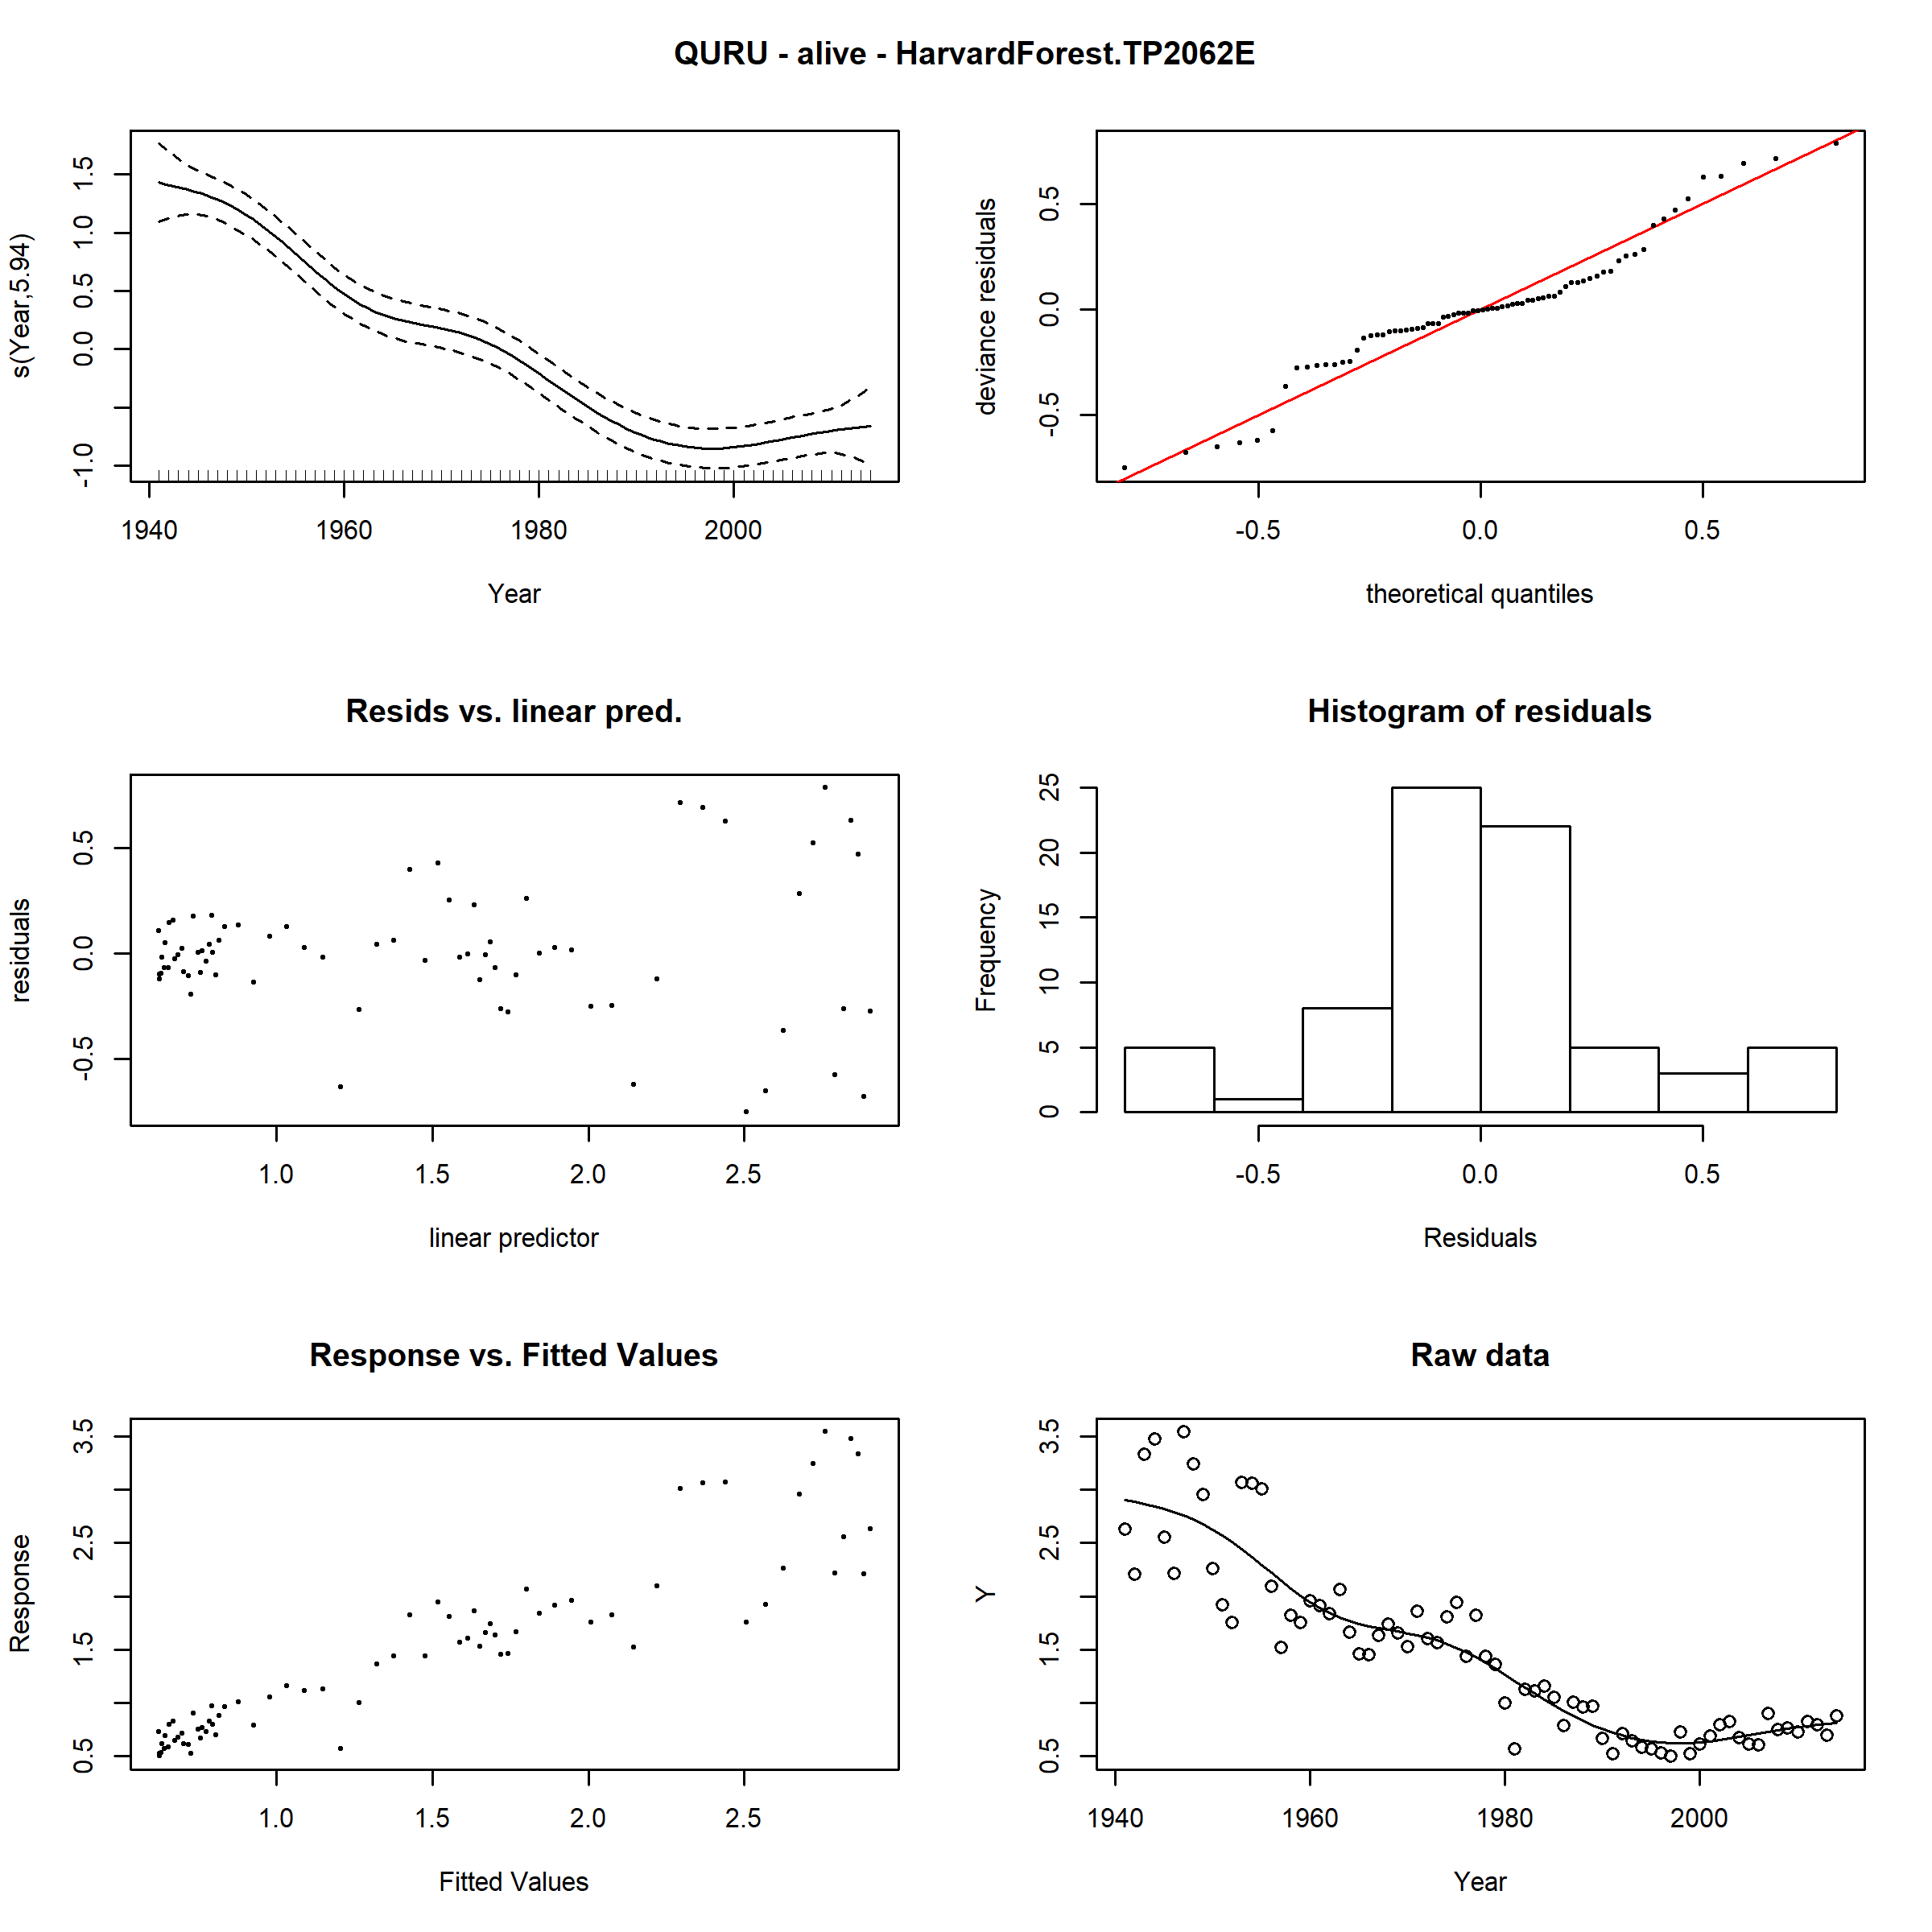 QURU - alive - HarvardForest.TP2062E
s(Year,5.94)
-1.0 0.0 0.5 1.0 1.5
1940 1960 1980 2000
Year
deviance residuals
-0.5 0.0 0.5
-0.5 0.0 0.5
theoretical quantiles
Resids vs. linear pred.
residuals
-0.5 0.0 0.5
1.0 1.5 2.0 2.5
linear predictor
Histogram of residuals
Frequency
0 5 10 15 20 25
-0.5 0.0 0.5
Residuals
Response vs. Fitted Values
Response
0.5 1.5 2.5 3.5
1.0 1.5 2.0 2.5
Fitted Values
Raw data
Y
0.5 1.5 2.5 3.5
1940 1960 1980 2000
Year